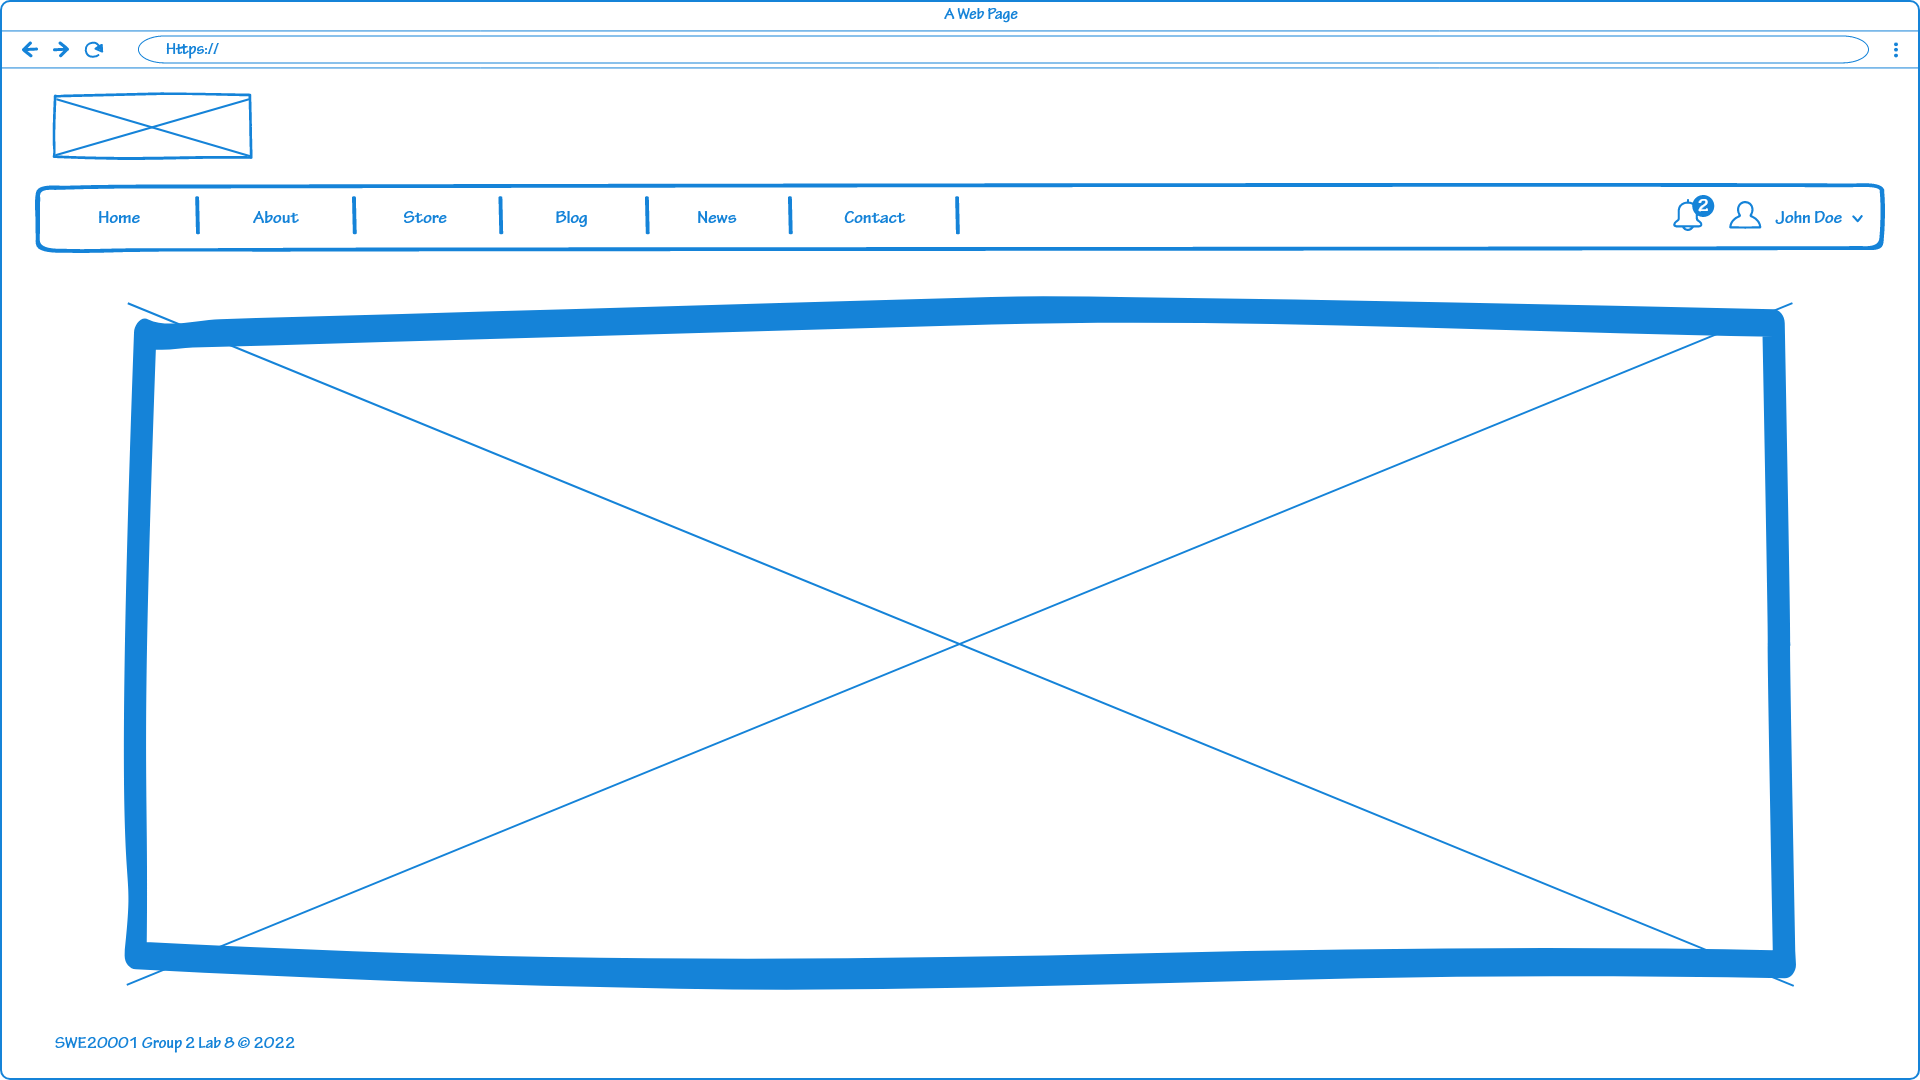 A Web Page
Https://
Home About Store Blog News Contact 2 John Doe
SWE20001 Group 2 Lab 8 © 2022